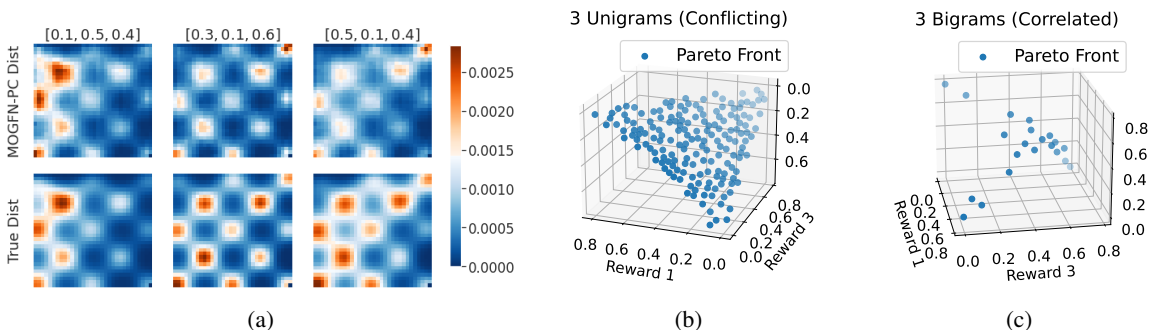 [0.1, 0.5, 0.4] [0.3, 0.1, 0.6] [0.5, 0.1, 0.4]
MOGFN-PC Dist
True Dist
0.0025
0.0020
0.0015
0.0010
0.0005
0.0000
(a)
3 Unigrams (Conflicting)
Pareto Front
0.0
0.2
0.4
0.6
0.8 0.6 0.4 0.2 0.0
Reward 1
0.0 0.2 0.4 0.6 0.8
Reward 3
(b)
3 Bigrams (Correlated)
Pareto Front
0.8
0.6
0.4
0.2
0.0
0.0
0.2
0.4
0.6
0.8
Reward 1
0.0 0.2 0.4 0.6 0.8
Reward 3
(c)